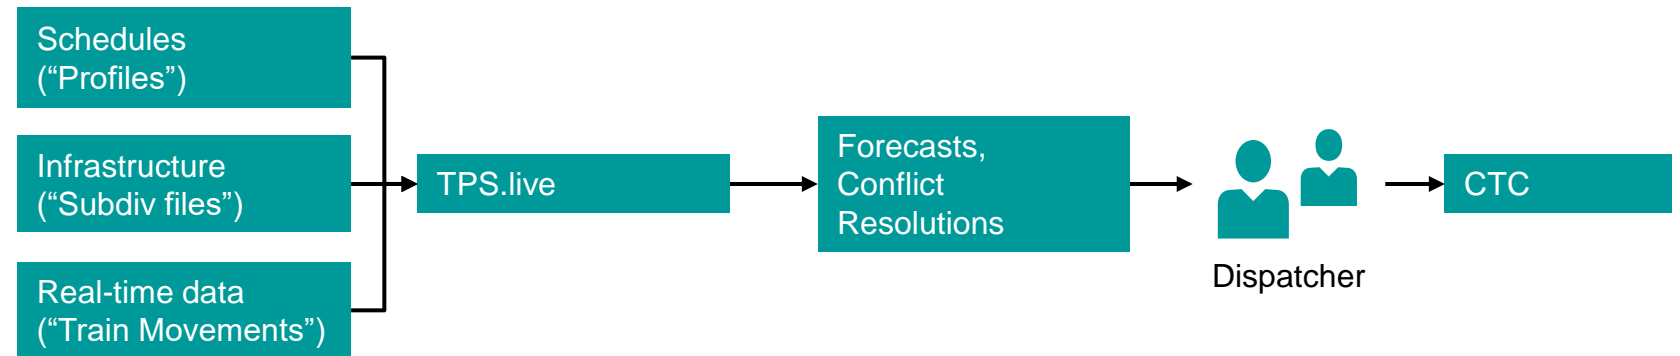 Schedules
(“Profiles”)
Infrastructure
(“Subdiv files”)
Real-time data
(“Train Movements”)
TPS.live
Forecasts,
Conflict
Resolutions
Dispatcher
CTC